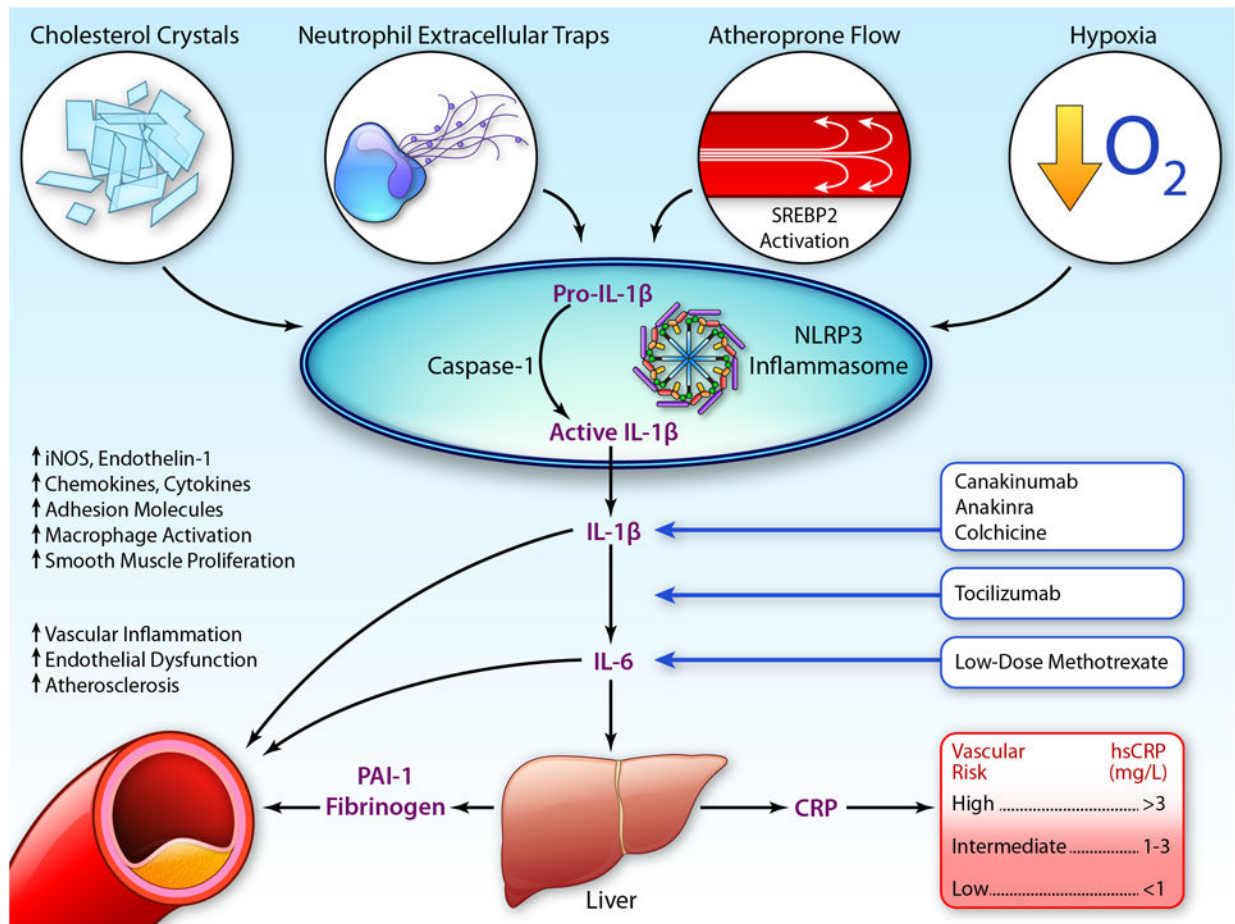 Cholesterol Crystals
Neutrophil Extracellular Traps
Atheroprone Flow
Hypoxia
SREBP2
Activation
O2
Pro-IL-1β
Caspase-1
NLRP3
Inflammasome
Active IL-1β
iNOS, Endothelin-1
Chemokines, Cytokines
Adhesion Molecules
Macrophage Activation
Smooth Muscle Proliferation
IL-1β
Canakinumab
Anakinra
Colchicine
Tocilizumab
Vascular Inflammation
Endothelial Dysfunction
Atherosclerosis
IL-6
Low-Dose Methotrexate
PAI-1
Fibrinogen
Liver
CRP
Vascular Risk hsCRP (mg/L)
High ........................ >3
Intermediate ............. 1-3
Low .......................... <1